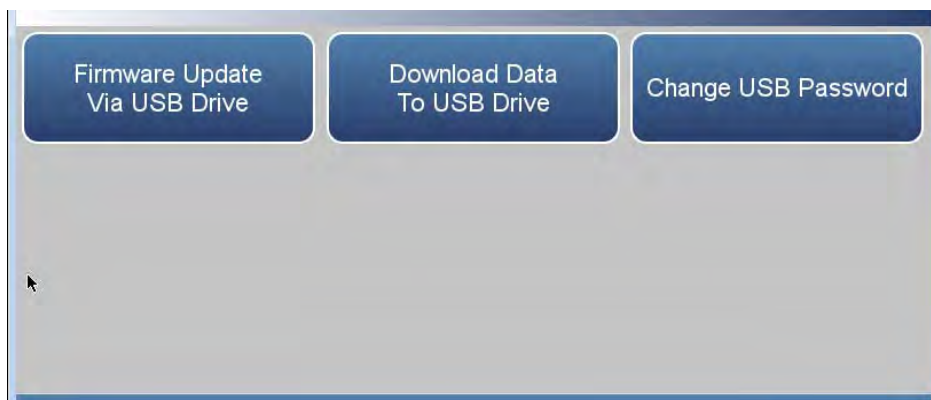 Firmware Update
Via USB Drive
Download Data
To USB Drive
Change USB Password